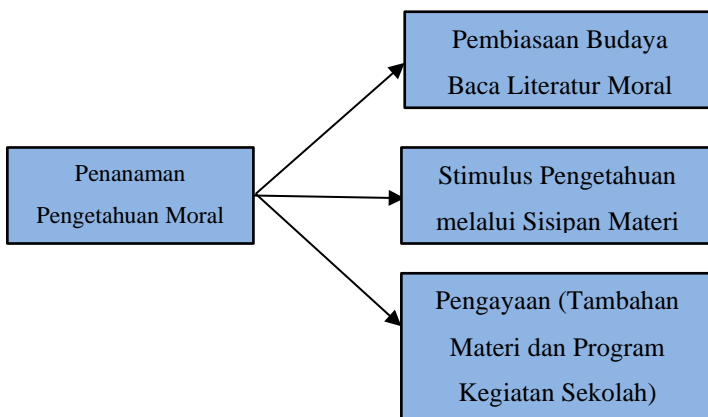 Pembiasaan Budaya
Baca Literatur Moral
Penanaman
Pengetahuan Moral
Stimulus Pengetahuan
melalui Sisipan Materi
Pengayaan (Tambahan
Materi dan Program
Kegiatan Sekolah)